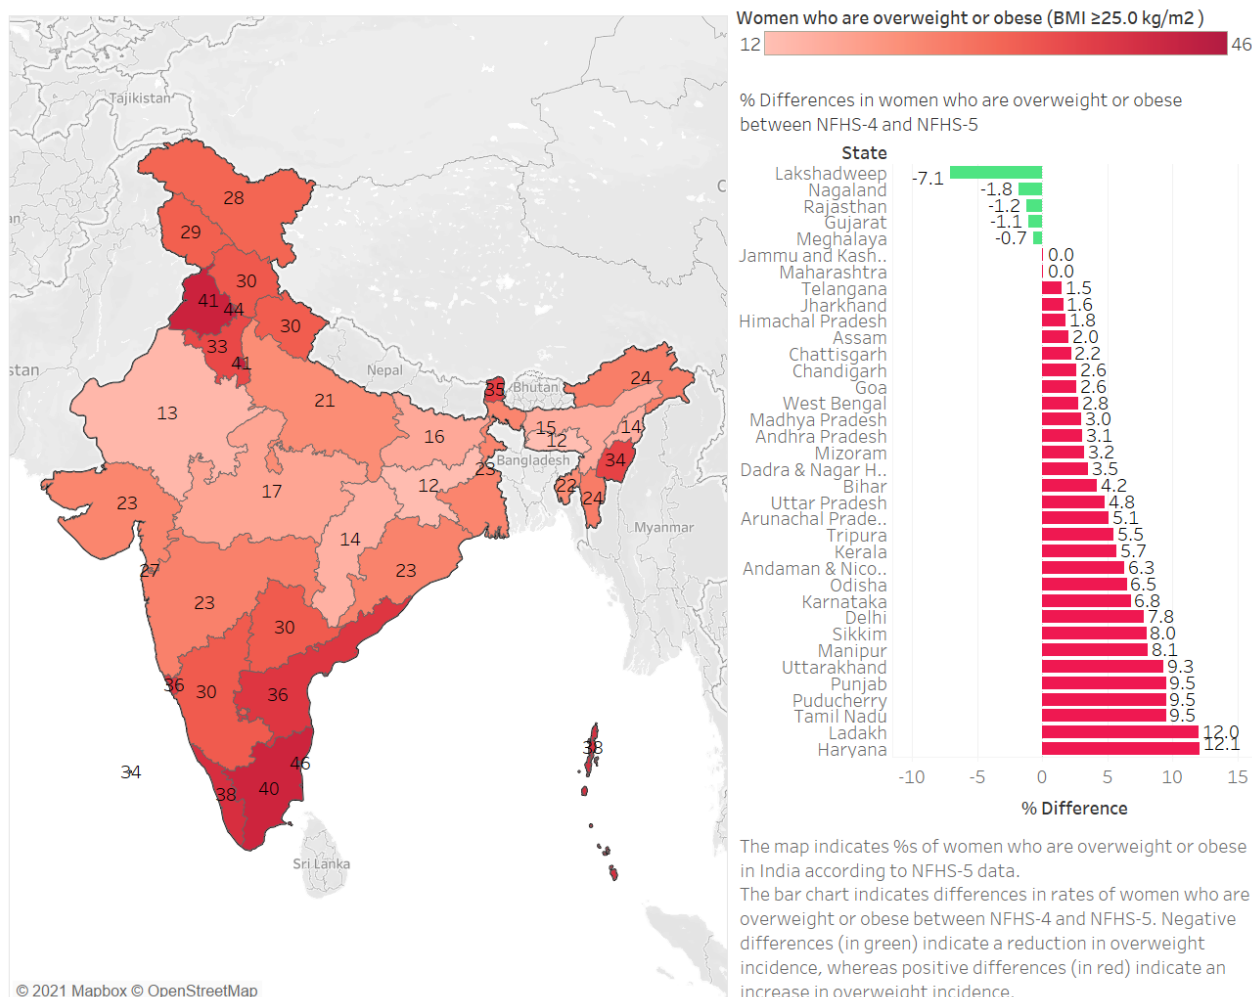 Women who are overweight or obese (BMI ≥25.0 kg/m2 )
12 46
% Differences in women who are overweight or obese
between NFHS-4 and NFHS-5
State
Lakshadweep -7.1
Nagaland -1.8
Rajasthan -1.2
Gujarat -1.1
Meghalaya -0.7
Jammu and Kash.. 0.0
Maharashtra 0.0
Telangana 1.5
Jharkhand 1.6
Himachal Pradesh 1.8
Assam 2.0
Chattisgarh 2.2
Chandigarh 2.6
Goa 2.6
West Bengal 2.8
Madhya Pradesh 3.0
Andhra Pradesh 3.1
Mizoram 3.2
Dadra & Nagar H.. 3.5
Bihar 4.2
Uttar Pradesh 4.8
Arunachal Prade.. 5.1
Tripura 5.5
Kerala 5.7
Andaman & Nico.. 6.3
Odisha 6.5
Karnataka 6.8
Delhi 7.8
Sikkim 8.0
Manipur 8.1
Uttarakhand 9.3
Punjab 9.5
Puducherry 9.5
Tamil Nadu 9.5
Ladakh 12.0
Haryana 12.1
-10 -5 0 5 10 15
% Difference
The map indicates %s of women who are overweight or obese
in India according to NFHS-5 data.
The bar chart indicates differences in rates of women who are
overweight or obese between NFHS-4 and NFHS-5. Negative
differences (in green) indicate a reduction in overweight
incidence, whereas positive differences (in red) indicate an
increase in overweight incidence.
Tajikistan
28
an
29
30
41
44
30
33
41
stan
Nepal
35
Bhutan
24
13
21
16
15
12
14
Bangladesh
34
23
12
17
22
24
23
Myanmar
14
27
23
23
30
36
30
36
34
46
38
40
38
Sri Lanka
© 2021 Mapbox © OpenStreetMap